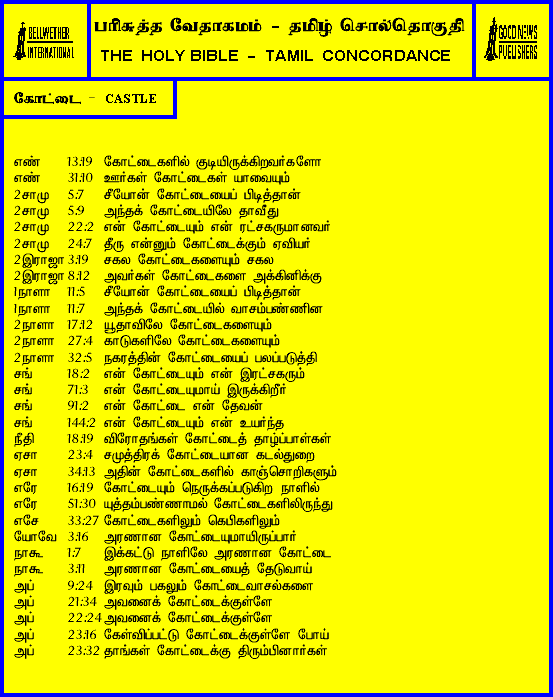 BELLWETHER
INTERNATIONAL
பரிசுத்த வேதாகமம் - தமிழ் சொல்தொகுதி
THE HOLY BIBLE - TAMIL CONCORDANCE
GOOD NEWS
PUBLISHERS
கோட்டை - CASTLE
எண் 13:19 கோட்டைகளில் குடியிருக்கிறவர்களோ
எண் 31:10 ஊர்கள் கோட்டைகள் யாவையும்
2சாமு 5:7 சீயோன் கோட்டையைப் பிடித்தான்
2சாமு 5:9 அந்தக் கோட்டையிலே தாவீது
2சாமு 22:2 என் கோட்டையும் என் ரட்சகருமானவர்
2சாமு 24:7 தீரு என்னும் கோட்டைக்கும் ஏவியர்
2இராஜா 3:19 சகல கோட்டைகளையும் சகல
2இராஜா 8:12 அவர்கள் கோட்டைகளை அக்கினிக்கு
1நாளா 11:5 சீயோன் கோட்டையைப் பிடித்தான்
1நாளா 11:7 அந்தக் கோட்டையில் வாசம்பண்ணின
2நாளா 17:12 யூதாவிலே கோட்டைகளையும்
2நாளா 27:4 காடுகளிலே கோட்டைகளையும்
2நாளா 32:5 நகரத்தின் கோட்டையைப் பலப்படுத்தி
சங் 18:2 என் கோட்டையும் என் இரட்சகரும்
சங் 71:3 என் கோட்டையுமாய் இருக்கிறீர்
சங் 91:2 என் கோட்டை என் தேவன்
சங் 144:2 என் கோட்டையும் என் உயர்ந்த
நீதி 18:19 விரோதங்கள் கோட்டைத் தாழ்ப்பாள்கள்
ஏசா 23:4 சமுத்திரக் கோட்டையான கடல்துறை
ஏசா 34:13 அதின் கோட்டைகளில் காஞ்சொறிகளும்
எரே 16:19 கோட்டையும் நெருக்கப்படுகிற நாளில்
எரே 51:30 யுத்தம்பண்ணாமல் கோட்டைகளிலிருந்து
எசே 33:27 கோட்டைகளிலும் கெபிகளிலும்
யோவே 3:16 அரணான கோட்டையுமாயிருப்பார்
நாகூ 1:7 இக்கட்டு நாளிலே அரணான கோட்டை
நாகூ 3:11 அரணான கோட்டையைத் தேடுவாய்
அப் 9:24 இரவும் பகலும் கோட்டைவாசல்களை
அப் 21:34 அவனைக் கோட்டைக்குள்ளே
அப் 22:24 அவனைக் கோட்டைக்குள்ளே
அப் 23:16 கேள்விப்பட்டு கோட்டைக்குள்ளே போய்
அப் 23:32 தாங்கள் கோட்டைக்கு திரும்பினார்கள்